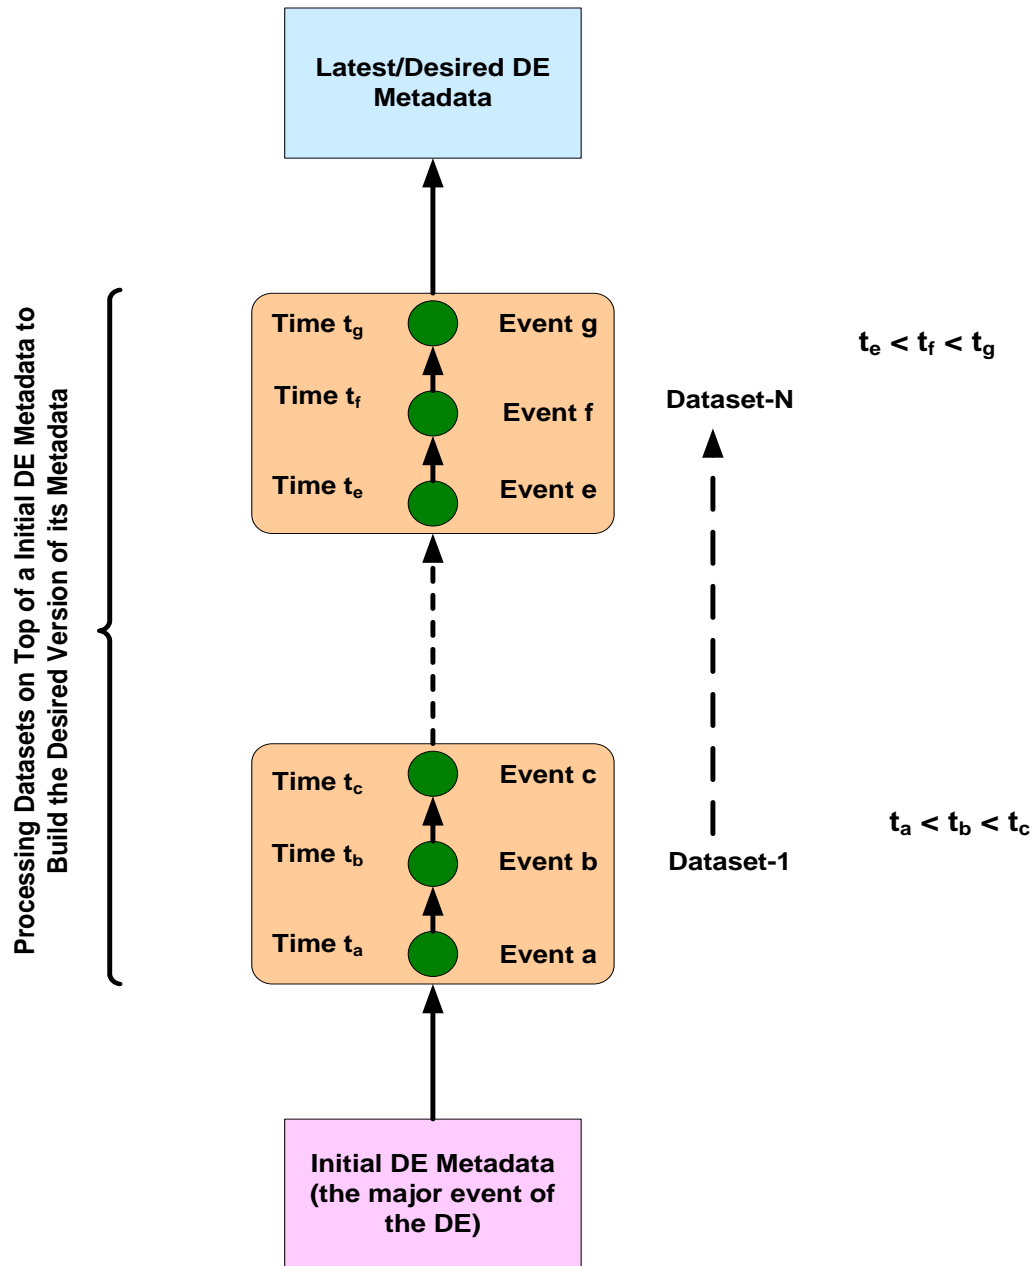 Latest/Desired DE
Metadata
Processing Datasets on Top of a Initial DE Metadata to
Build the Desired Version of its Metadata
Time tg
Event g
te < tf < tg
Time tf
Event f
Dataset-N
Time te
Event e
Time tc
Event c
ta < tb < tc
Time tb
Event b
Dataset-1
Time ta
Event a
Initial DE Metadata
(the major event of
the DE)